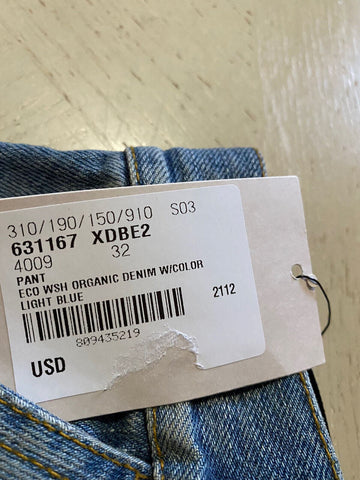 310/190/150/910 S03
631167 XDBE2
4009 32
PANT
ECO WSH ORGANIC DENIM W/COLOR
LIGHT BLUE
2112
809435219
USD